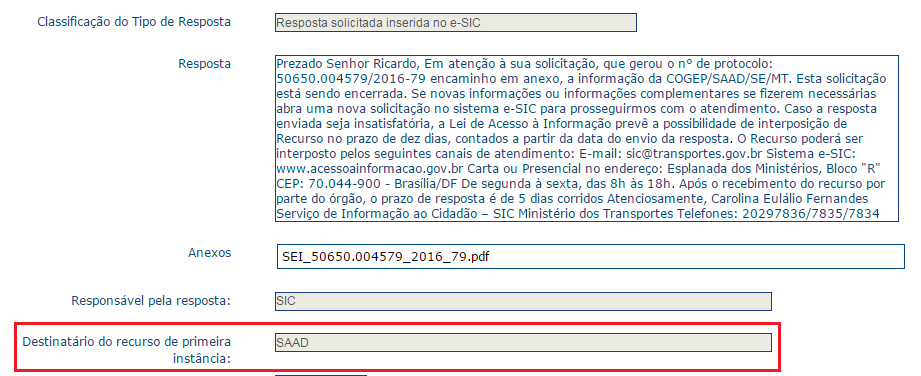 Classificação do Tipo de Resposta
Resposta solicitada inserida no e-SIC
Resposta
Prezado Senhor Ricardo, Em atenção à sua solicitação, que gerou o nº de protocolo:
50650.004579/2016-79 encaminho em anexo, a informação da COGEP/SAAD/SE/MT. Esta solicitação
está sendo encerrada. Se novas informações ou informações complementares se fizerem necessárias
abra uma nova solicitação no sistema e-SIC para prosseguirmos com o atendimento. Caso a resposta
enviada seja insatisfatória, a Lei de Acesso à Informação prevê a possibilidade de interposição de
Recurso no prazo de dez dias, contados a partir da data do envio da resposta. O Recurso poderá ser
interposto pelos seguintes canais de atendimento: E-mail: sic@transportes.gov.br Sistema e-SIC:
www.acessoainformacao.gov.br Carta ou Presencial no endereço: Esplanada dos Ministérios, Bloco "R"
CEP: 70.044-900 - Brasília/DF De segunda à sexta, das 8h às 18h. Após o recebimento do recurso por
parte do órgão, o prazo de resposta é de 5 dias corridos Atenciosamente, Carolina Eulálio Fernandes
Serviço de Informação ao Cidadão – SIC Ministério dos Transportes Telefones: 20297836/7835/7834
Anexos
SEI_50650.004579_2016_79.pdf
Responsável pela resposta:
SIC
Destinatário do recurso de primeira
instância:
SAAD